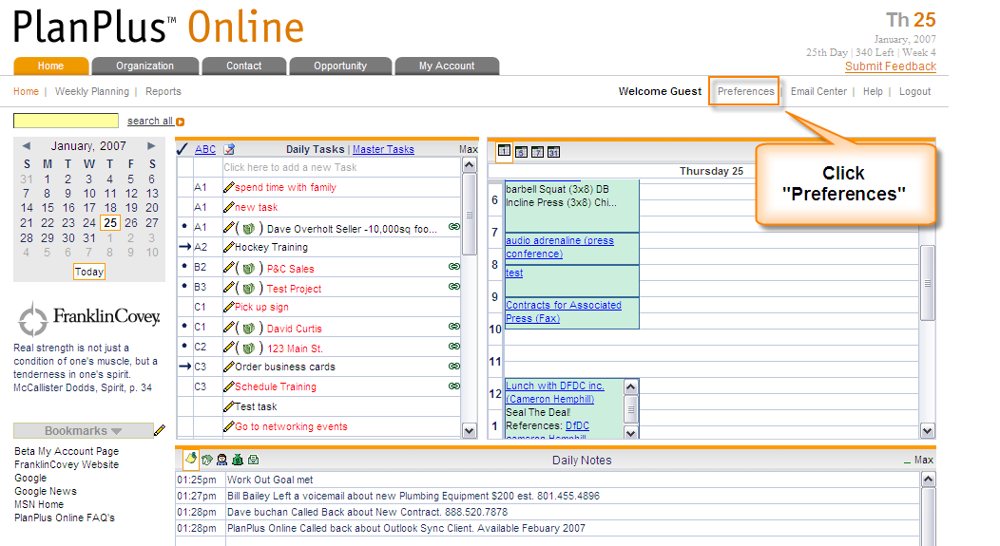 PlanPlus™ Online
Th 25
January, 2007
25th Day | 340 Left | Week 4
Submit Feedback
Home Organization Contact Opportunity My Account
Home | Weekly Planning | Reports
Welcome Guest | Preferences | Email Center | Help | Logout
search all
Click
"Preferences"
January, 2007
S M T W T F S
31 1 2 3 4 5 6
7 8 9 10 11 12 13
14 15 16 17 18 19 20
21 22 23 24 25 26 27
28 29 30 31 1 2 3
4 5 6 7 8 9 10
Today
FranklinCovey.
Real strength is not just a
condition of one's muscle, but a
tenderness in one's spirit.
McCallister Dodds, Spirit, p. 34
Bookmarks
Beta My Account Page
FranklinCovey Website
Google
Google News
MSN Home
PlanPlus Online FAQ's
ABC Daily Tasks | Master Tasks Max
Click here to add a new Task
A1 spend time with family
A1 new task
A1 ( ) Dave Overholt Seller -10,000sq foo...
A2 Hockey Training
B2 ( ) P&C Sales
B3 ( ) Test Project
C1 Pick up sign
C1 ( ) David Curtis
C2 ( ) 123 Main St.
C3 Order business cards
C3 Schedule Training
Test task
Go to networking events
1 5 7 31
Thursday 25
barbell Squat (3x8) DB
6 Incline Press (3x8) Chi...
7
audio adrenaline (press
conference)
8
test
9
Contracts for Associated
Press (Fax)
10
11
Lunch with DFDC inc.
12 (Cameron Hemphill)
Seal The Deal!
1 References: DfDC
cameron Hemphill
Daily Notes
Max
01:25pm Work Out Goal met
01:27pm Bill Bailey Left a voicemail about new Plumbing Equipment $200 est. 801.455.4896
01:28pm Dave buchan Called Back about New Contract. 888.520.7878
01:28pm PlanPlus Online Called back about Outlook Sync Client. Available Febuary 2007